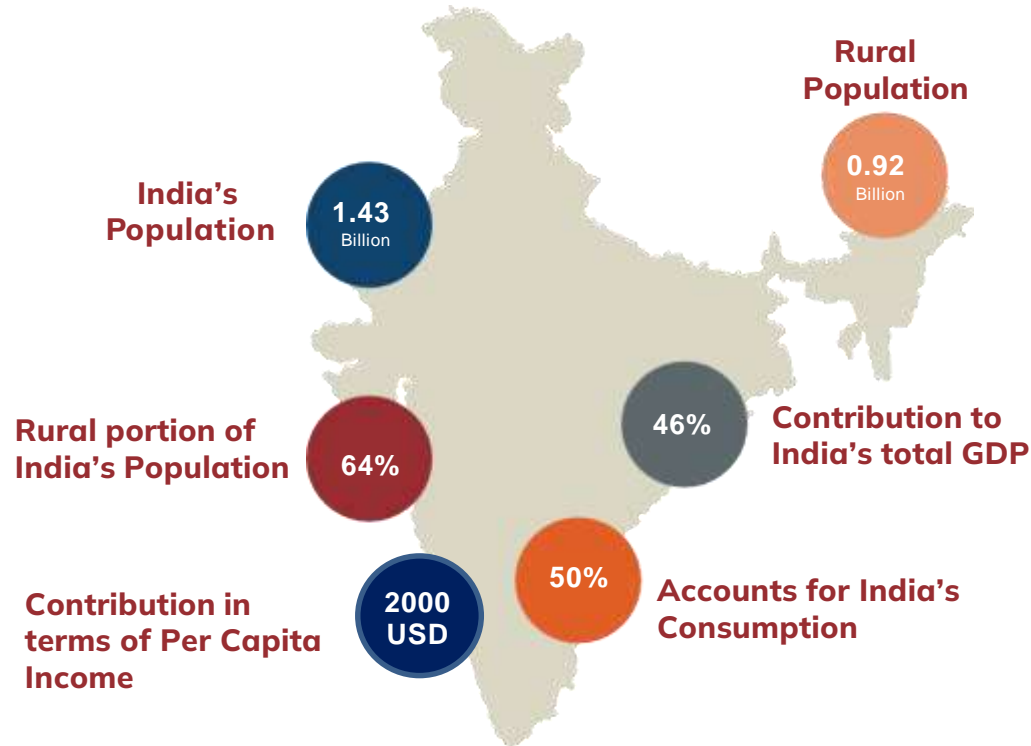 Rural
Population
0.92
Billion
India’s
Population
1.43
Billion
Rural portion of
India’s Population
64%
46%
Contribution to
India’s total GDP
Contribution in
terms of Per Capita
Income
2000
USD
50%
Accounts for India’s
Consumption